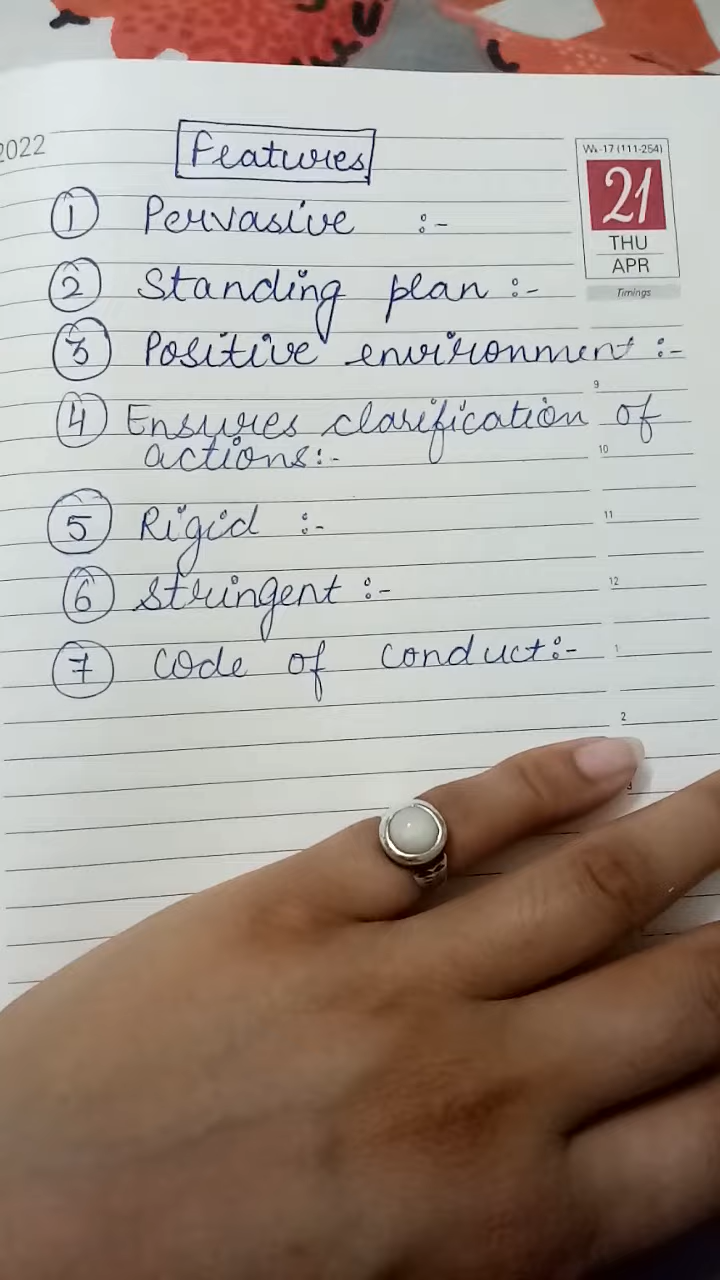 2022
Features
Wk-17 (111-254)
21
THU
APR
Timings
1 Pervasive :-
2 Standing plan :-
3 Positive environment :-
9
4 Ensures clarification of
actions:-
10
5 Rigid :-
11
6 Stringent :-
12
7 Code of conduct:-
1
2
3